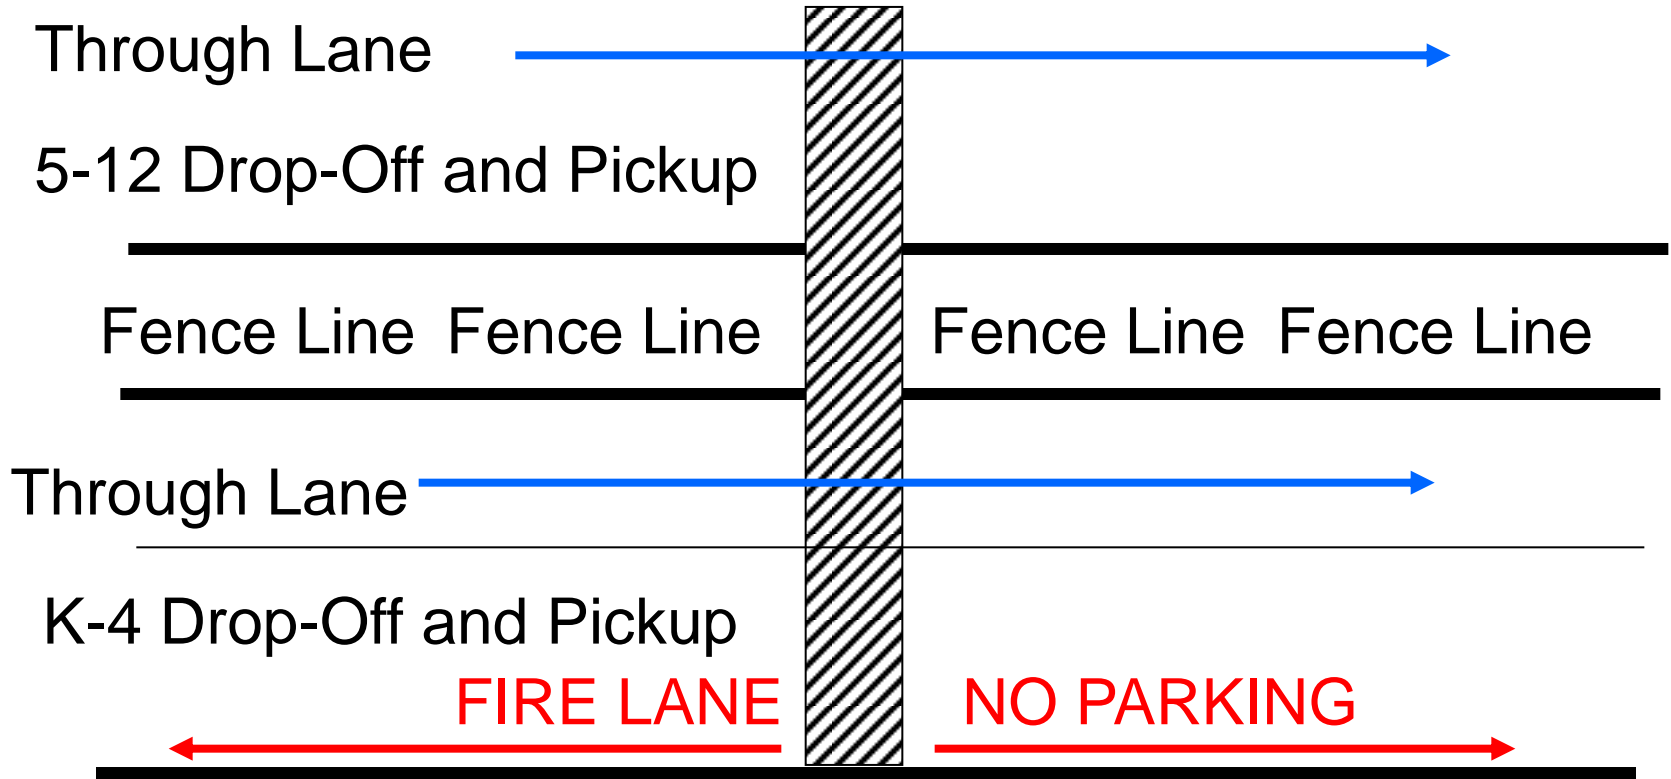 Through Lane
5-12 Drop-Off and Pickup
Fence Line Fence Line Fence Line Fence Line
Through Lane
K-4 Drop-Off and Pickup
FIRE LANE NO PARKING